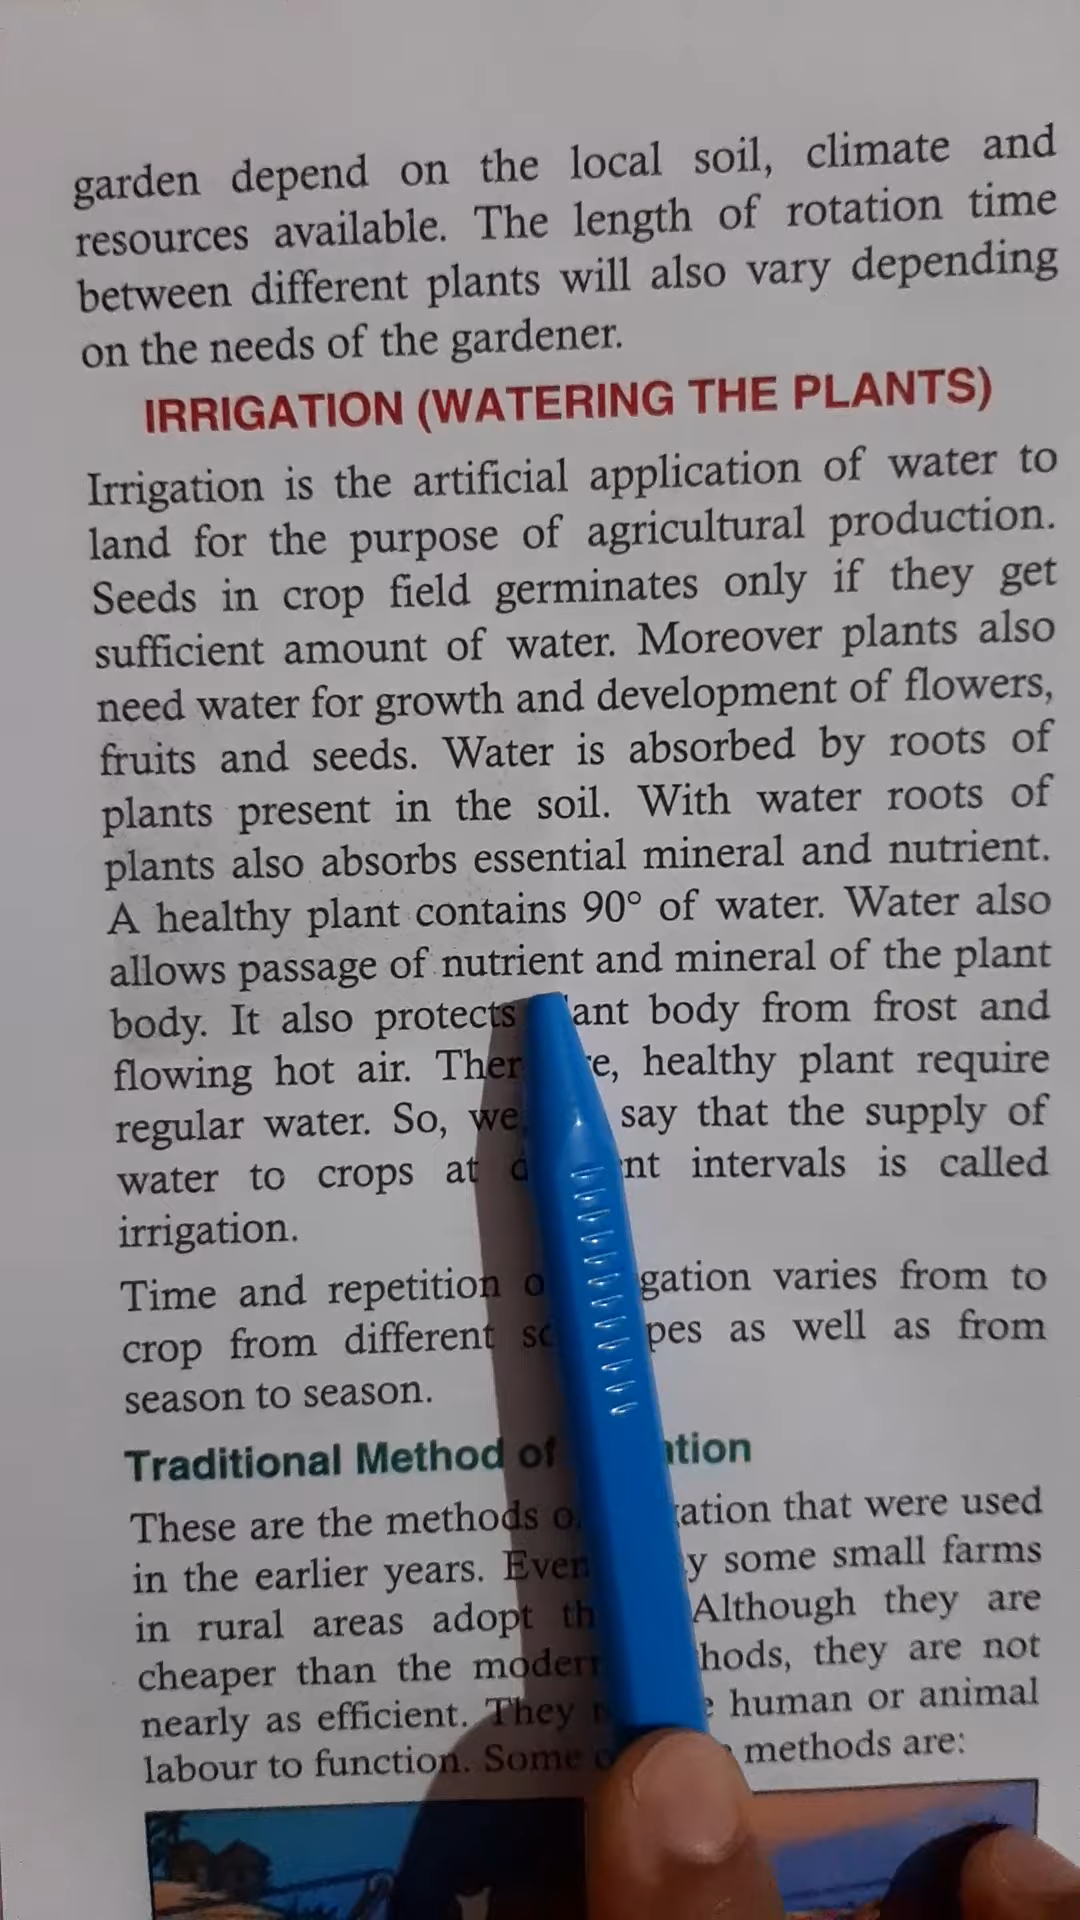 garden depend on the local soil, climate and
resources available. The length of rotation time
between different plants will also vary depending
on the needs of the gardener.
IRRIGATION (WATERING THE PLANTS)
Irrigation is the artificial application of water to
land for the purpose of agricultural production.
Seeds in crop field germinates only if they get
sufficient amount of water. Moreover plants also
need water for growth and development of flowers,
fruits and seeds. Water is absorbed by roots of
plants present in the soil. With water roots of
plants also absorbs essential mineral and nutrient.
A healthy plant contains 90° of water. Water also
allows passage of nutrient and mineral of the plant
body. It also protects body from frost and
flowing hot air. healthy plant require
regular water. So, we say that the supply of
water to crops at intervals is called
irrigation.
Time and repetition varies from to
crop from different as well as from
season to season.
Traditional Method of
These are the methods that were used
in the earlier years. Even some small farms
in rural areas adopt Although they are
cheaper than the modern they are not
nearly as efficient. They human or animal
labour to function. Some methods are: